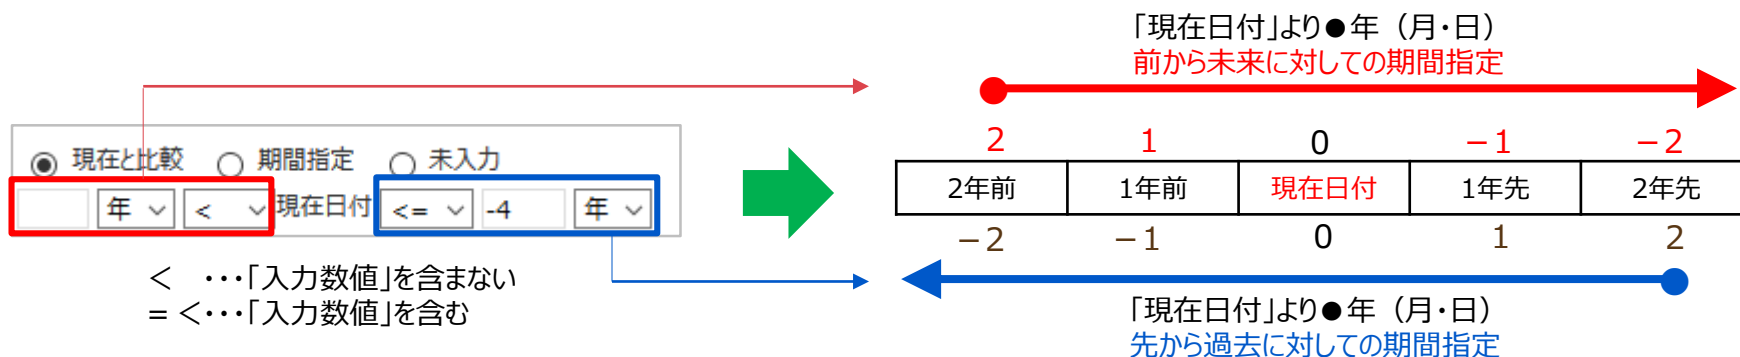 「現在日付」より●年（月・日）
前から未来に対しての期間指定
現在と比較 期間指定 未入力
年 < 現在日付 <= -4 年
2 1 0 －1 －2
2年前 1年前 現在日付 1年先 2年先
－2 －1 0 1 2
＜ ･･･「入力数値」を含まない
=＜･･･「入力数値」を含む
「現在日付」より●年（月・日）
先から過去に対しての期間指定